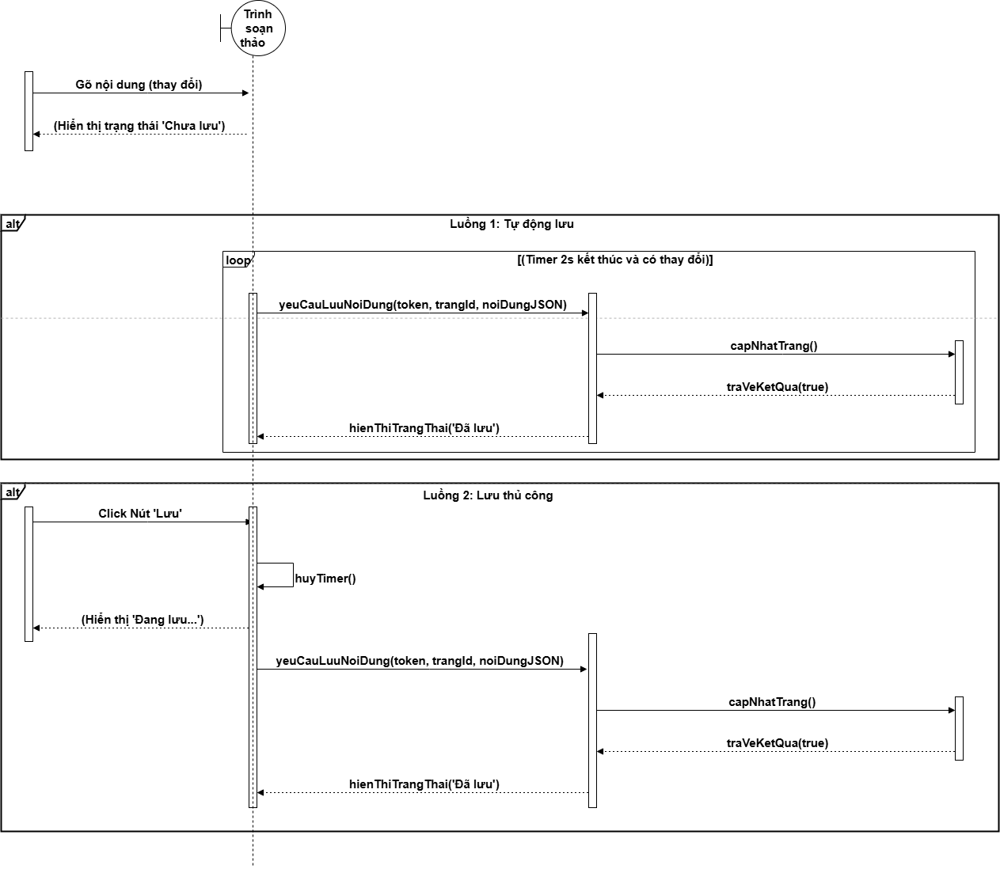 Trình
soạn
thảo
Gõ nội dung (thay đổi)
(Hiển thị trạng thái 'Chưa lưu')
alt
Luồng 1: Tự động lưu
loop
[(Timer 2s kết thúc và có thay đổi)]
yeuCauLuuNoiDung(token, trangId, noiDungJSON)
capNhatTrang()
traVeKetQua(true)
hienThiTrangThai('Đã lưu')
alt
Luồng 2: Lưu thủ công
Click Nút 'Lưu'
huyTimer()
(Hiển thị 'Đang lưu...')
yeuCauLuuNoiDung(token, trangId, noiDungJSON)
capNhatTrang()
traVeKetQua(true)
hienThiTrangThai('Đã lưu')